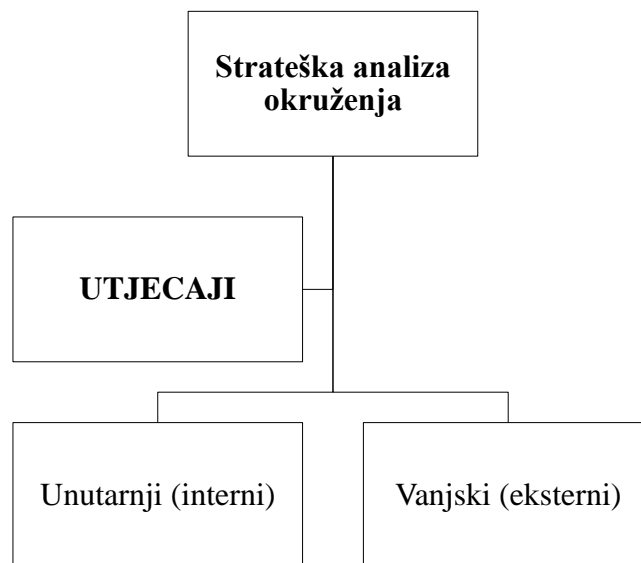 Strateška analiza
okruženja
UTJECAJI
Unutarnji (interni)
Vanjski (eksterni)